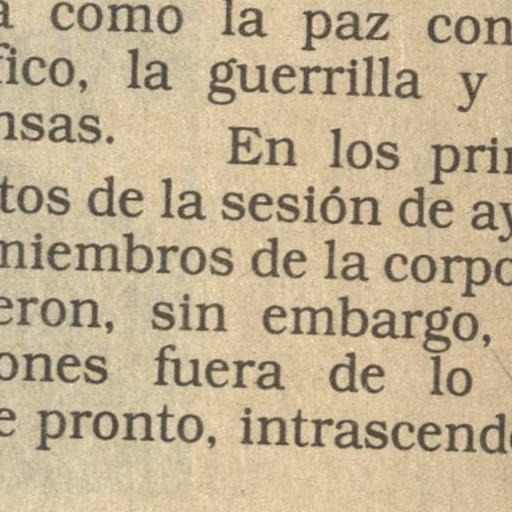 a como la paz con
fico, la guerrilla y
nsas. En los prin
tos de la sesión de ay
miembros de la corpo
eron, sin embargo,
ones fuera de lo
e pronto, intrascende